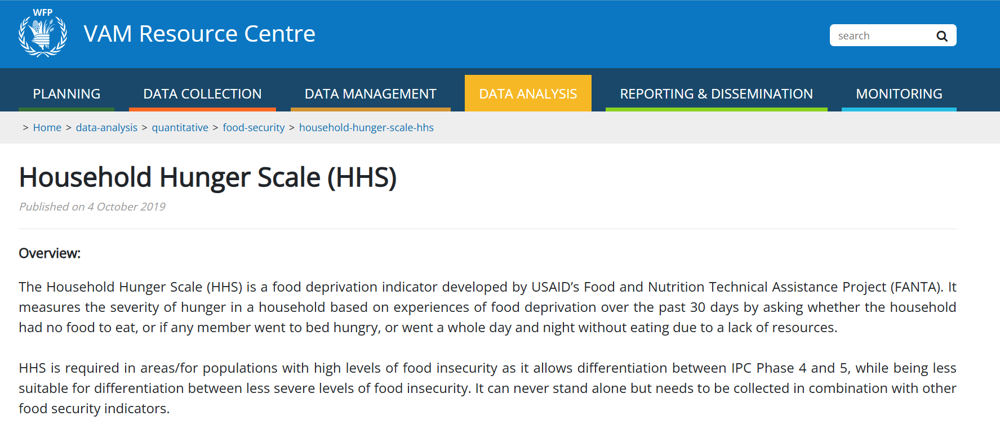 WFP
VAM Resource Centre
search
PLANNING
DATA COLLECTION
DATA MANAGEMENT
DATA ANALYSIS
REPORTING & DISSEMINATION
MONITORING
> Home > data-analysis > quantitative > food-security > household-hunger-scale-hhs
Household Hunger Scale (HHS)
Published on 4 October 2019
Overview:
The Household Hunger Scale (HHS) is a food deprivation indicator developed by USAID’s Food and Nutrition Technical Assistance Project (FANTA). It
measures the severity of hunger in a household based on experiences of food deprivation over the past 30 days by asking whether the household
had no food to eat, or if any member went to bed hungry, or went a whole day and night without eating due to a lack of resources.
HHS is required in areas/for populations with high levels of food insecurity as it allows differentiation between IPC Phase 4 and 5, while being less
suitable for differentiation between less severe levels of food insecurity. It can never stand alone but needs to be collected in combination with other
food security indicators.